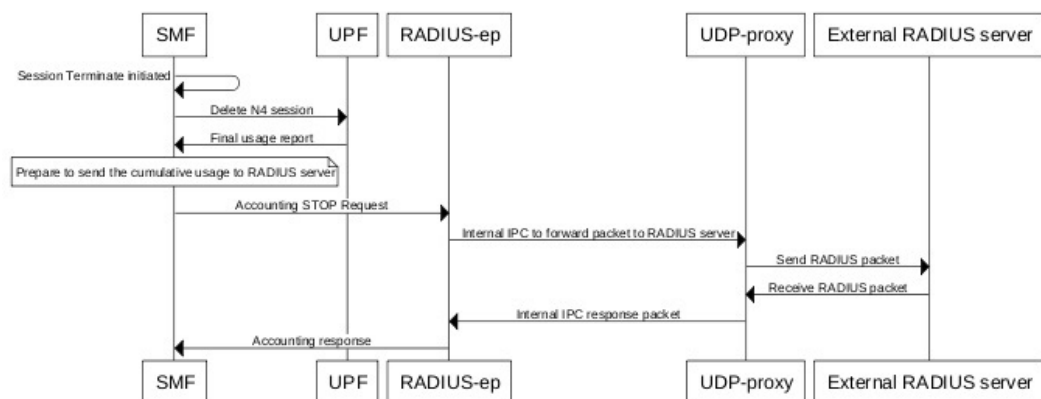 SMF UPF RADIUS-ep UDP-proxy External RADIUS server
Session Terminate initiated
Delete N4 session
Final usage report
Prepare to send the cumulative usage to RADIUS server
Accounting STOP Request
Internal IPC to forward packet to RADIUS server
Send RADIUS packet
Receive RADIUS packet
Internal IPC response packet
Accounting response
SMF UPF RADIUS-ep UDP-proxy External RADIUS server